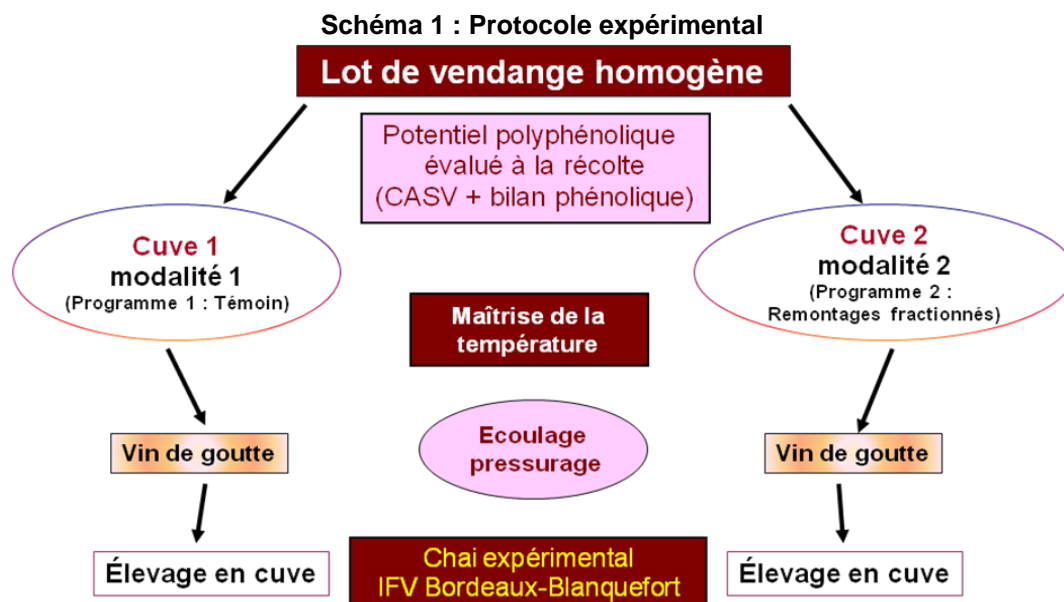 Schéma 1 : Protocole expérimental
Lot de vendange homogène
Potentiel polyphénolique
évalué à la récolte
(CASV + bilan phénolique)
Cuve 1
modalité 1
(Programme 1 : Témoin)
Cuve 2
modalité 2
(Programme 2 :
Remontages fractionnés)
Maîtrise de la
température
Vin de goutte
Ecoulage
pressurage
Vin de goutte
Élevage en cuve
Chai expérimental
IFV Bordeaux-Blanquefort
Élevage en cuve